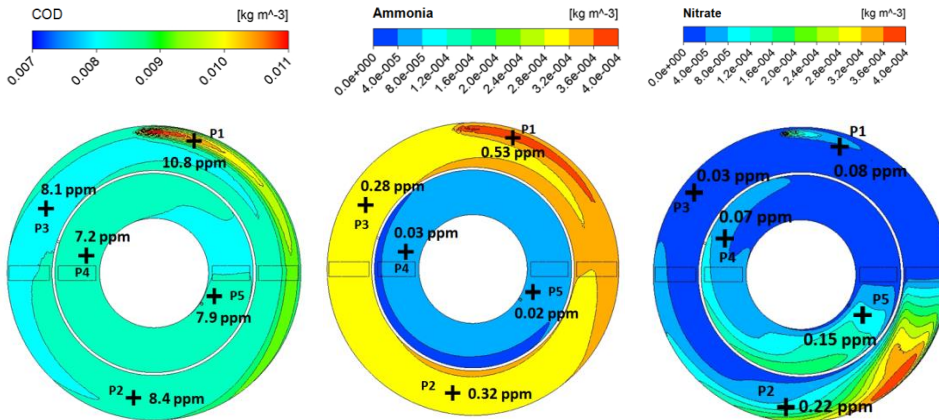 COD [kg m^-3]
0.007 0.008 0.009 0.010 0.011
Ammonia [kg m^-3]
0.0e+000 4.0e-005 8.0e-005 1.2e-004 1.6e-004 2.0e-004 2.4e-004 2.8e-004 3.2e-004 3.6e-004 4.0e-004
Nitrate [kg m^-3]
0.0e+000 4.0e-005 8.0e-005 1.2e-004 1.6e-004 2.0e-004 2.4e-004 2.8e-004 3.2e-004 3.6e-004 4.0e-004
P1
10.8 ppm
8.1 ppm
P3
7.2 ppm
P4
P5
7.9 ppm
P2
8.4 ppm
P1
0.53 ppm
0.28 ppm
P3
0.03 ppm
P4
P5
0.02 ppm
P2
0.32 ppm
P1
0.08 ppm
0.03 ppm
P3
0.07 ppm
P4
P5
0.15 ppm
P2
0.22 ppm